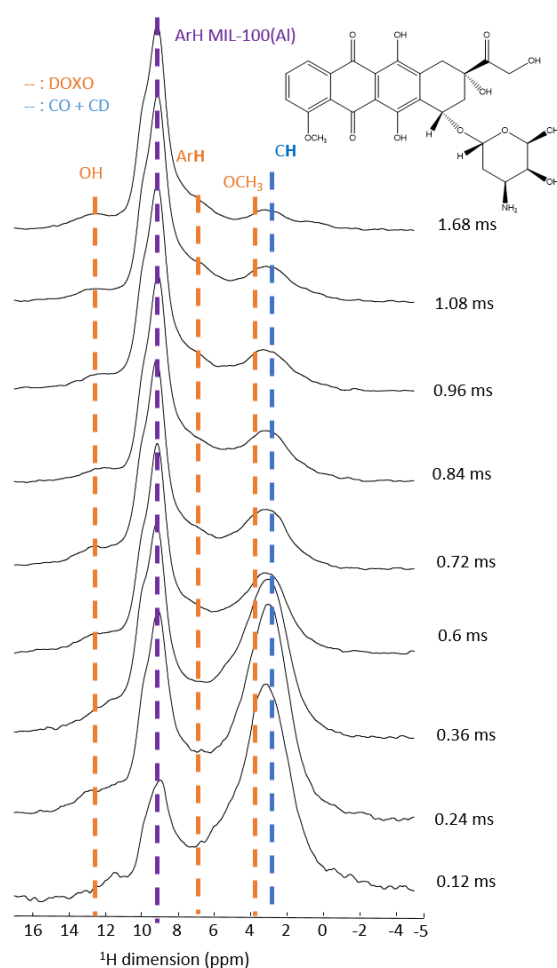 ArH MIL-100(Al)
-- : DOXO
-- : CO + CD
OH
ArH
OCH3
CH
O
OH
O
OH
OH
OCH3
O
OH
H
O
O
H
CH
OH
NH2
1.68 ms
1.08 ms
0.96 ms
0.84 ms
0.72 ms
0.6 ms
0.36 ms
0.24 ms
0.12 ms
16 14 12 10 8 6 4 2 0 -2 -4 -5
1H dimension (ppm)